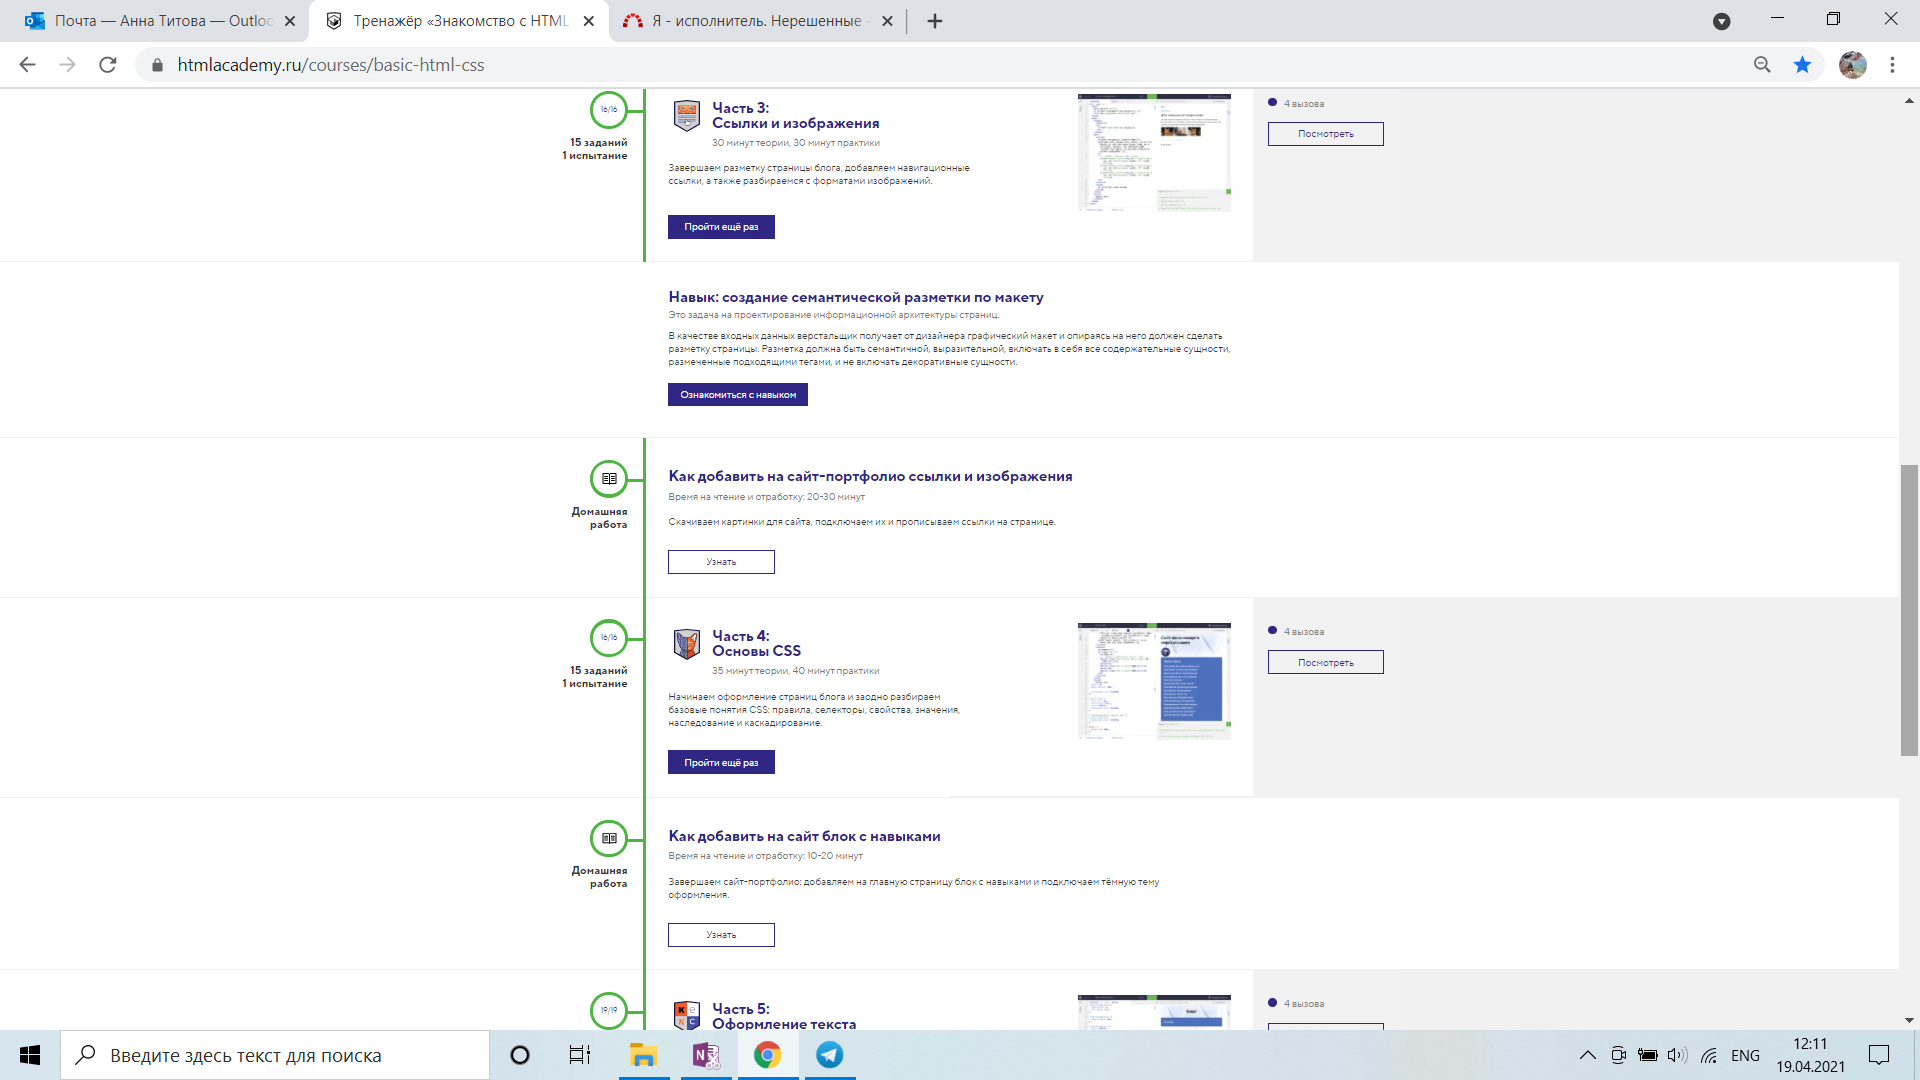 Почта — Анна Титова — Outloo
Тренажёр «Знакомство с HTML
Я - исполнитель. Нерешенные -
htmlacademy.ru/courses/basic-html-css
16/16
15 заданий
1 испытание
Часть 3:
Ссылки и изображения
30 минут теории, 30 минут практики
Завершаем разметку страницы блога, добавляем навигационные
ссылки, а также разбираемся с форматами изображений.
Пройти ещё раз
4 вызова
Посмотреть
Навык: создание семантической разметки по макету
Это задача на проектирование информационной архитектуры страниц.
В качестве входных данных верстальщик получает от дизайнера графический макет и опираясь на него должен сделать
разметку страницы. Разметка должна быть семантичной, выразительной, включать в себя все содержательные сущности,
размеченные подходящими тегами, и не включать декоративные сущности.
Ознакомиться с навыком
Домашняя
работа
Как добавить на сайт-портфолио ссылки и изображения
Время на чтение и отработку: 20-30 минут
Скачиваем картинки для сайта, подключаем их и прописываем ссылки на странице.
Узнать
16/16
15 заданий
1 испытание
Часть 4:
Основы CSS
35 минут теории, 40 минут практики
Начинаем оформление страниц блога и заодно разбираем
базовые понятия CSS: правила, селекторы, свойства, значения,
наследование и каскадирование.
Пройти ещё раз
4 вызова
Посмотреть
Домашняя
работа
Как добавить на сайт блок с навыками
Время на чтение и отработку: 10-20 минут
Завершаем сайт-портфолио: добавляем на главную страницу блок с навыками и подключаем тёмную тему
оформления.
Узнать
19/19
Часть 5:
Оформление текста
4 вызова
Введите здесь текст для поиска
ENG
12:11
19.04.2021